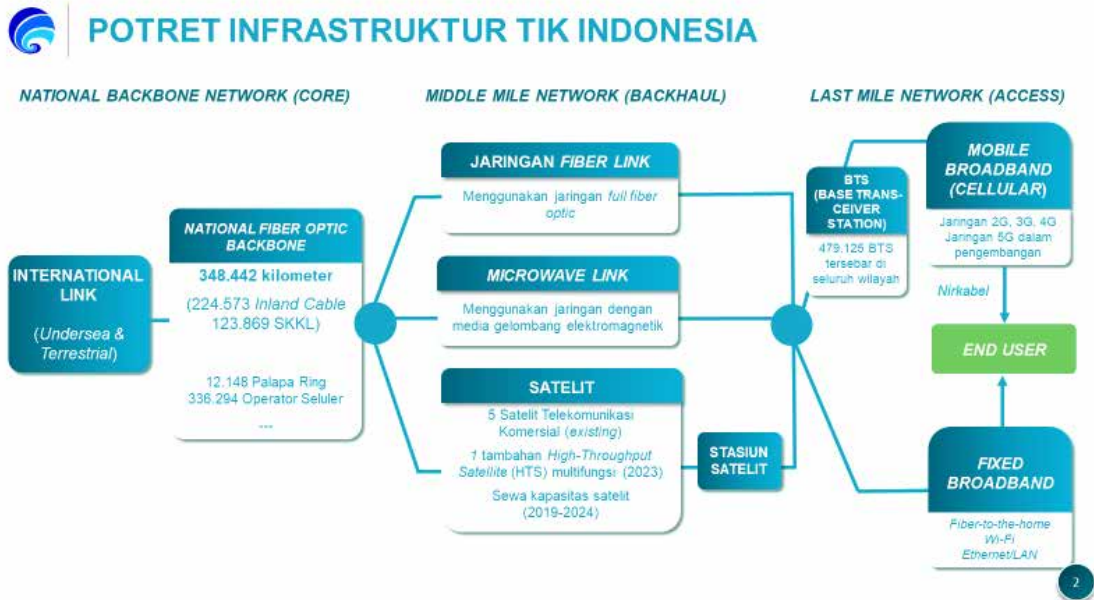 POTRET INFRASTRUKTUR TIK INDONESIA
NATIONAL BACKBONE NETWORK (CORE)
MIDDLE MILE NETWORK (BACKHAUL)
LAST MILE NETWORK (ACCESS)
INTERNATIONAL
LINK
(Undersea &
Terrestrial)
NATIONAL FIBER OPTIC
BACKBONE
348.442 kilometer
(224.573 Inland Cable
123.869 SKKL)
12.148 Palapa Ring
336.294 Operator Seluler
---
JARINGAN FIBER LINK
Menggunakan jaringan full fiber
optic
MICROWAVE LINK
Menggunakan jaringan dengan
media gelombang elektromagnetik
SATELIT
5 Satelit Telekomunikasi
Komersial (existing)
1 tambahan High-Throughput
Satellite (HTS) multifungsi (2023)
Sewa kapasitas satelit
(2019-2024)
STASIUN
SATELIT
BTS
(BASE TRANS-
CEIVER
STATION)
479.125 BTS
tersebar di
seluruh wilayah
MOBILE
BROADBAND
(CELLULAR)
Jaringan 2G, 3G, 4G
Jaringan 5G dalam
pengembangan
Nirkabel
END USER
FIXED
BROADBAND
Fiber-to-the-home
Wi-Fi
Ethernet/LAN
2